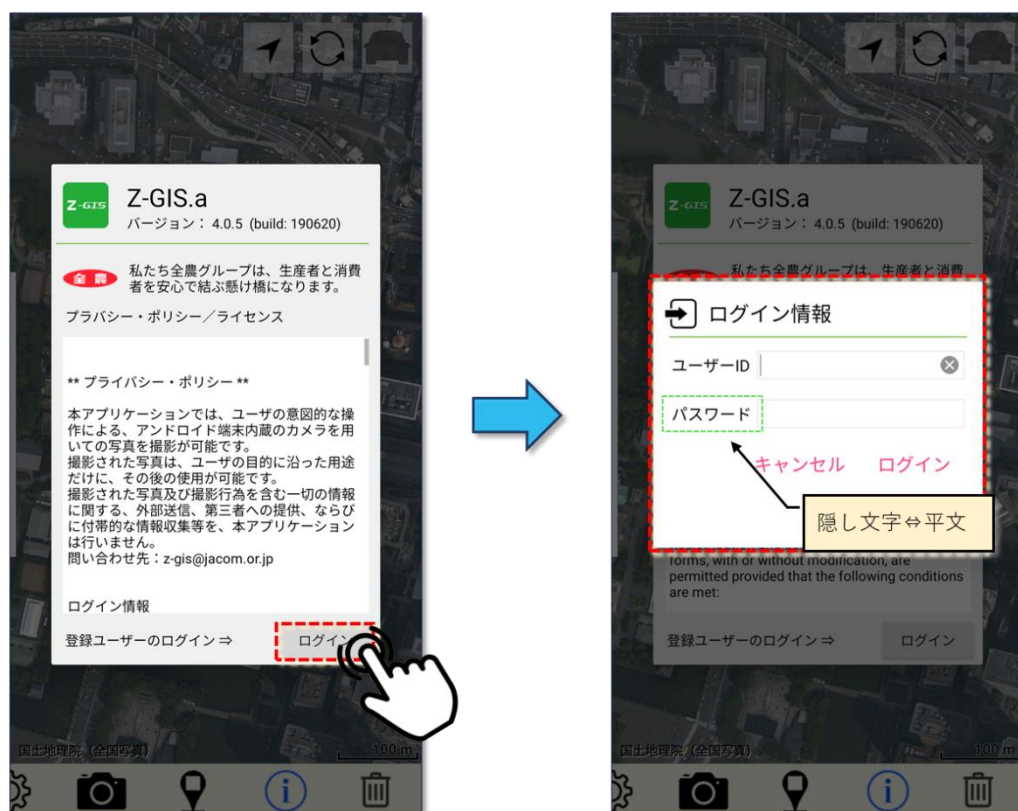 Z-GIS
Z-GIS.a
バージョン： 4.0.5 (build: 190620)
全農
私たち全農グループは、生産者と消費
者を安心で結ぶ懸け橋になります。
プラバシー・ポリシー／ライセンス
** プライバシー・ポリシー **
本アプリケーションでは、ユーザの意図的な操
作による、アンドロイド端末内蔵のカメラを用
いての写真を撮影が可能です。
撮影された写真は、ユーザの目的に沿った用途
だけに、その後の使用が可能です。
撮影された写真及び撮影行為を含む一切の情報
に関する、外部送信、第三者への提供、ならび
に付帯的な情報収集等を、本アプリケーション
は行いません。
問い合わせ先：z-gis@jacom.or.jp
ログイン情報
登録ユーザーのログイン ⇒
ログイン
国土地理院（全国写真）
100 m
Z-GIS
Z-GIS.a
バージョン： 4.0.5 (build: 190620)
私たち全農グループは、生産者と消費
ログイン情報
ユーザーID
パスワード
キャンセル
ログイン
隠し文字⇔平文
forms, with or without modification, are
permitted provided that the following conditions
are met:
登録ユーザーのログイン ⇒
ログイン
国土地理院（全国写真）
100 m